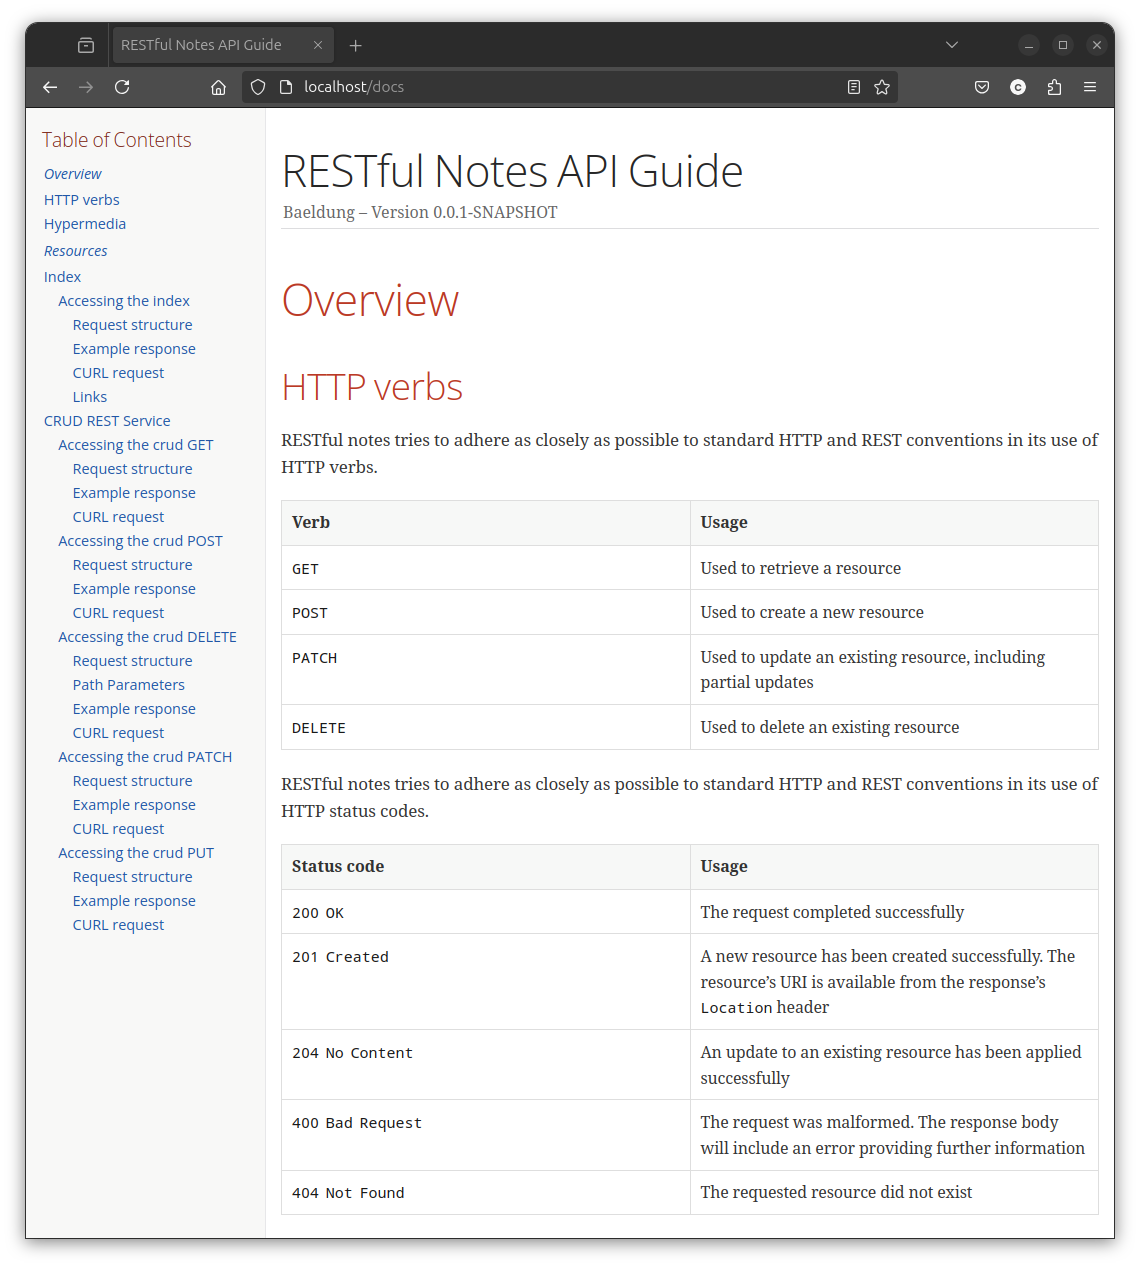 RESTful Notes API Guide
localhost/docs
Table of Contents
Overview
HTTP verbs
Hypermedia
Resources
Index
Accessing the index
Request structure
Example response
CURL request
Links
CRUD REST Service
Accessing the crud GET
Request structure
Example response
CURL request
Accessing the crud POST
Request structure
Example response
CURL request
Accessing the crud DELETE
Request structure
Path Parameters
Example response
CURL request
Accessing the crud PATCH
Request structure
Example response
CURL request
Accessing the crud PUT
Request structure
Example response
CURL request
RESTful Notes API Guide
Baeldung – Version 0.0.1-SNAPSHOT
Overview
HTTP verbs
RESTful notes tries to adhere as closely as possible to standard HTTP and REST conventions in its use of
HTTP verbs.
Verb Usage
GET Used to retrieve a resource
POST Used to create a new resource
PATCH Used to update an existing resource, including
partial updates
DELETE Used to delete an existing resource
RESTful notes tries to adhere as closely as possible to standard HTTP and REST conventions in its use of
HTTP status codes.
Status code Usage
200 OK The request completed successfully
201 Created A new resource has been created successfully. The
resource’s URI is available from the response’s
Location header
204 No Content An update to an existing resource has been applied
successfully
400 Bad Request The request was malformed. The response body
will include an error providing further information
404 Not Found The requested resource did not exist